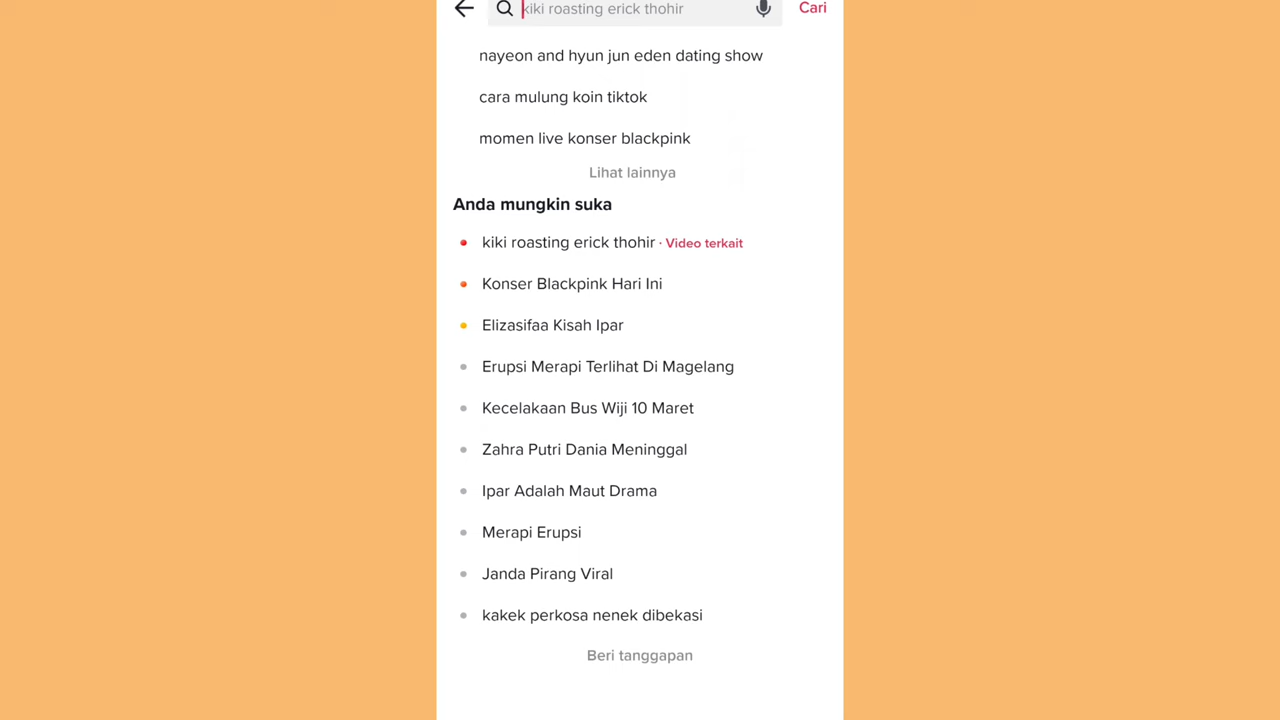 kiki roasting erick thohir
Cari
nayeon and hyun jun eden dating show
cara mulung koin tiktok
momen live konser blackpink
Lihat lainnya
Anda mungkin suka
kiki roasting erick thohir · Video terkait
Konser Blackpink Hari Ini
Elizasifaa Kisah Ipar
Erupsi Merapi Terlihat Di Magelang
Kecelakaan Bus Wiji 10 Maret
Zahra Putri Dania Meninggal
Ipar Adalah Maut Drama
Merapi Erupsi
Janda Pirang Viral
kakek perkosa nenek dibekasi
Beri tanggapan